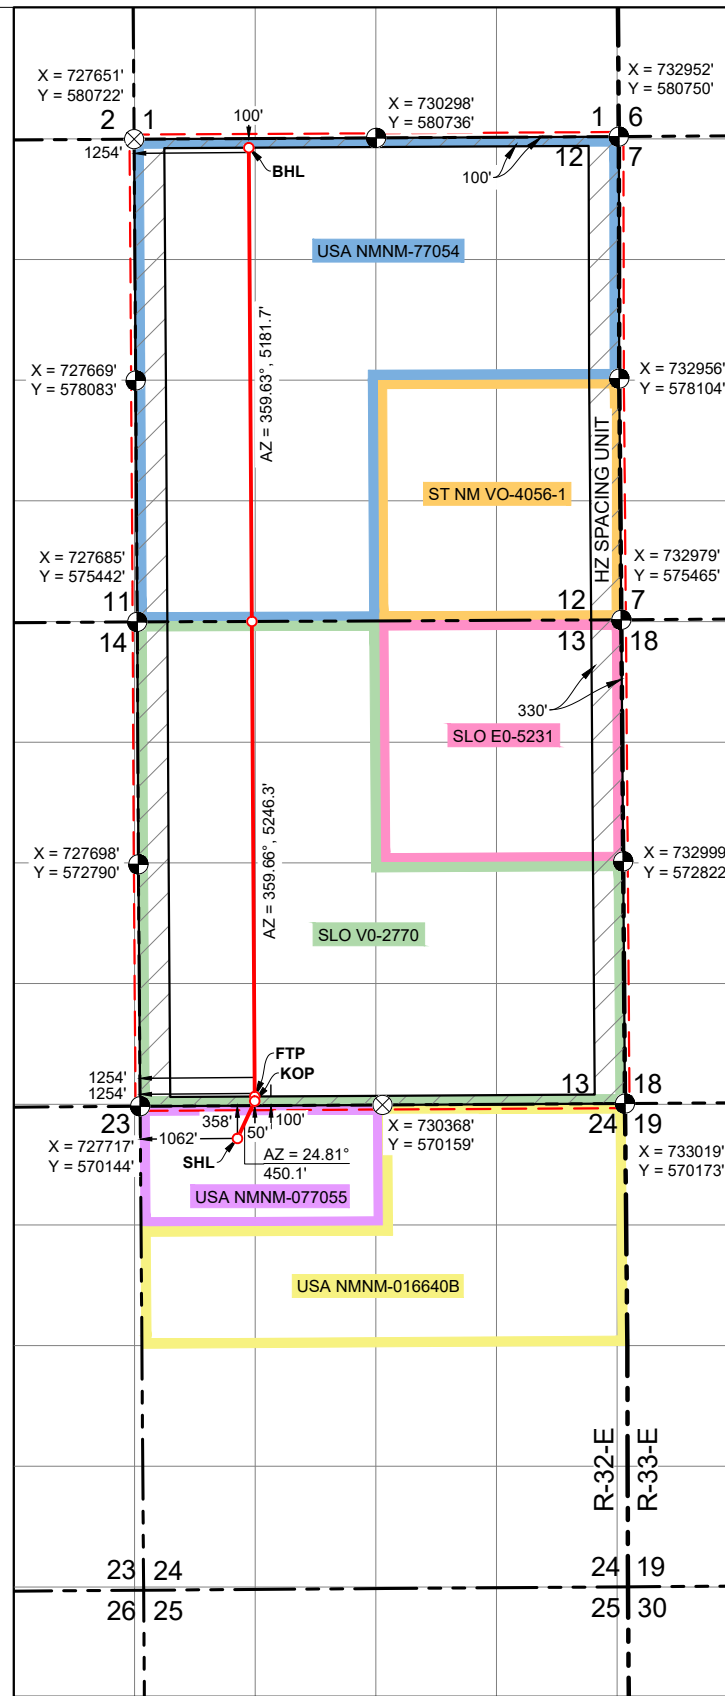 X = 727651'
Y = 580722'
X = 732952'
Y = 580750'
X = 730298'
Y = 580736'
100'
2 1
1 6
1254'
BHL
100'
12 7
USA NMNM-77054
X = 727669'
Y = 578083'
X = 732956'
Y = 578104'
AZ = 359.63°, 5181.7'
HZ SPACING UNIT
ST NM VO-4056-1
X = 727685'
Y = 575442'
X = 732979'
Y = 575465'
11
12 7
14
13 18
330'
SLO E0-5231
X = 727698'
Y = 572790'
X = 732999'
Y = 572822'
AZ = 359.66°, 5246.3'
SLO V0-2770
FTP
KOP
1254'
1254'
13 18
23
24 19
358'
50'
100'
1062'
SHL
AZ = 24.81°
450.1'
X = 727717'
Y = 570144'
X = 730368'
Y = 570159'
X = 733019'
Y = 570173'
USA NMNM-077055
USA NMNM-016640B
R-32-E
R-33-E
23 24
24 19
26 25
25 30